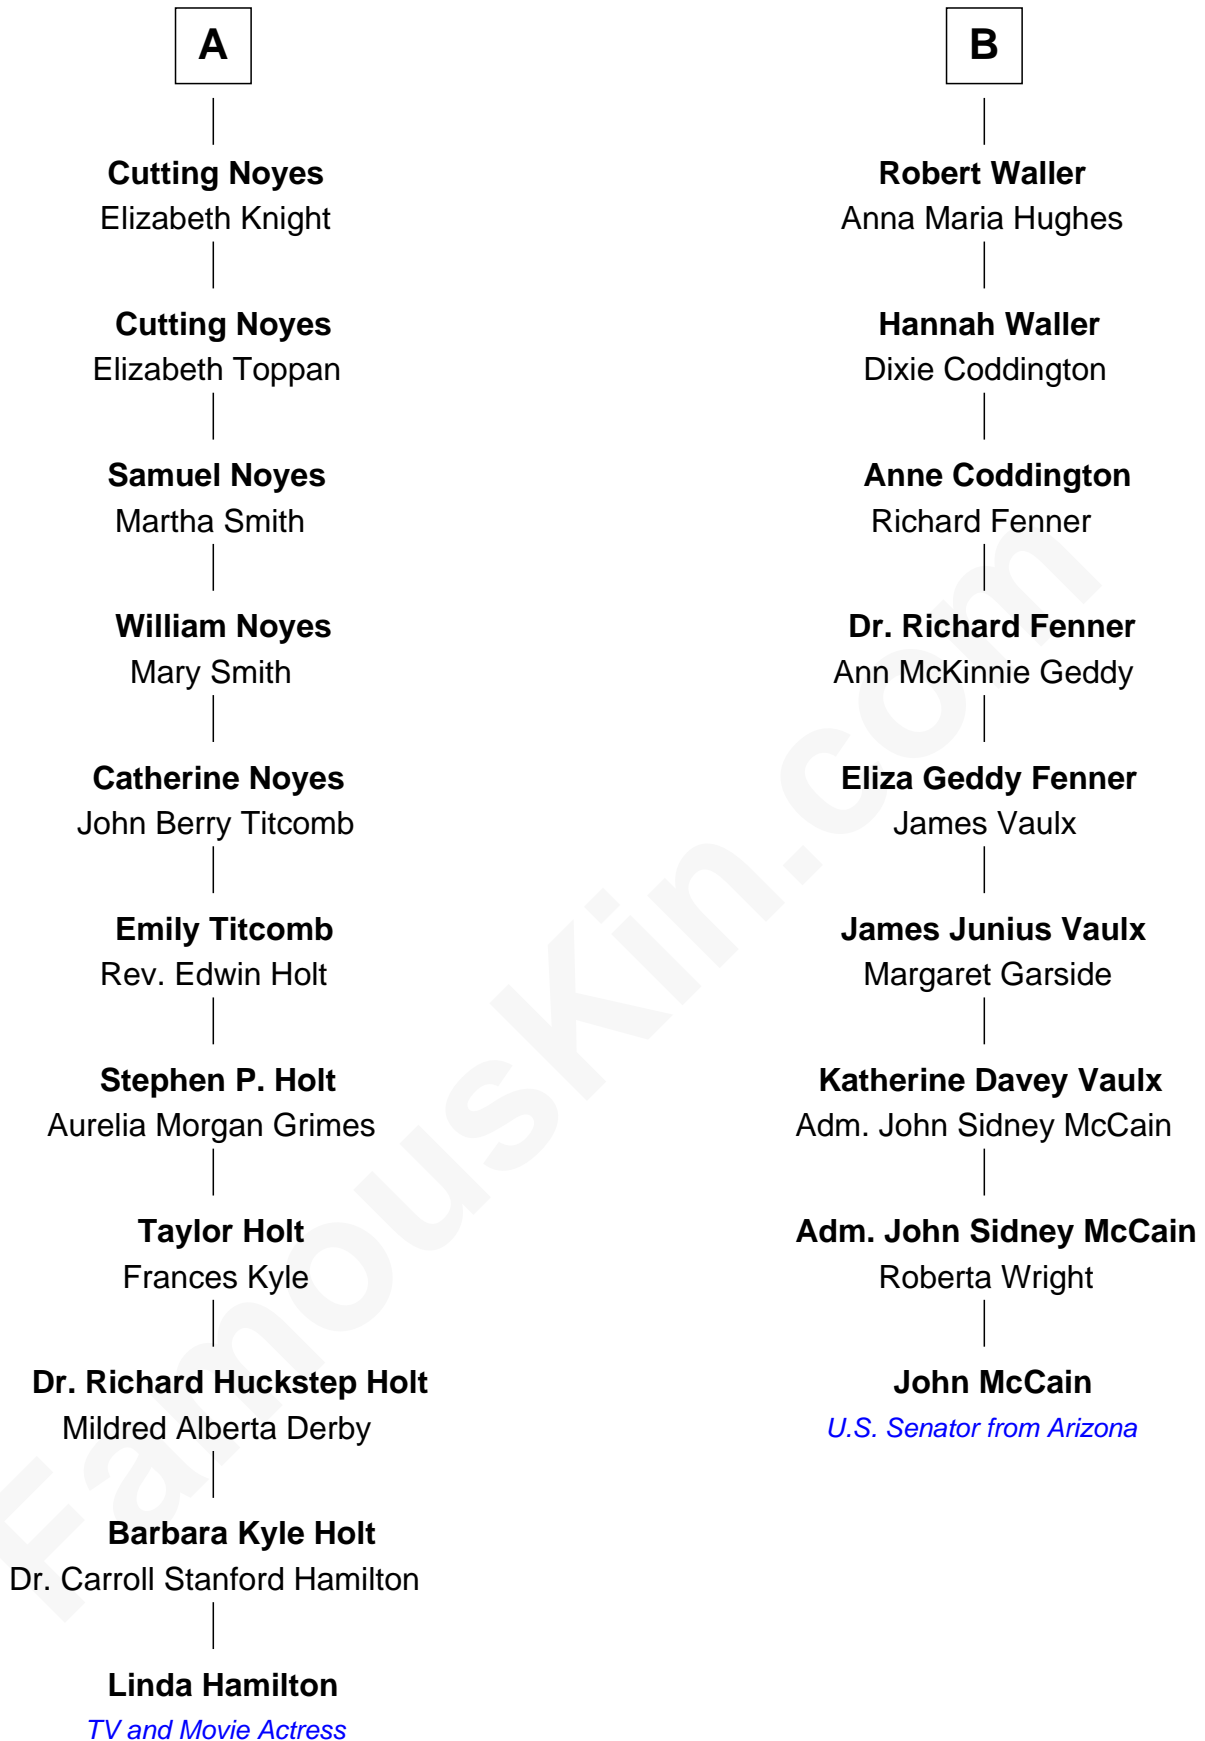 A
Cutting Noyes
Elizabeth Knight
Cutting Noyes
Elizabeth Toppan
Samuel Noyes
Martha Smith
William Noyes
Mary Smith
Catherine Noyes
John Berry Titcomb
Emily Titcomb
Rev. Edwin Holt
Stephen P. Holt
Aurelia Morgan Grimes
Taylor Holt
Frances Kyle
Dr. Richard Huckstep Holt
Mildred Alberta Derby
Barbara Kyle Holt
Dr. Carroll Stanford Hamilton
Linda Hamilton
TV and Movie Actress
B
Robert Waller
Anna Maria Hughes
Hannah Waller
Dixie Coddington
Anne Coddington
Richard Fenner
Dr. Richard Fenner
Ann McKinnie Geddy
Eliza Geddy Fenner
James Vaulx
James Junius Vaulx
Margaret Garside
Katherine Davey Vaulx
Adm. John Sidney McCain
Adm. John Sidney McCain
Roberta Wright
John McCain
U.S. Senator from Arizona
FamousKin.com